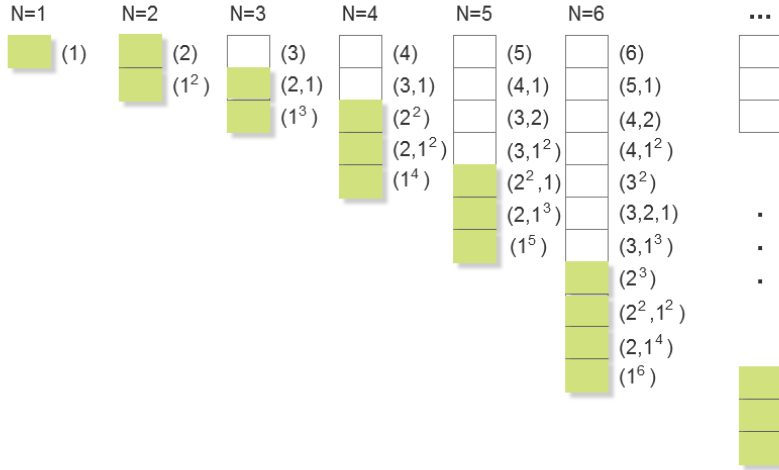 N=1 N=2 N=3 N=4 N=5 N=6 ...
(1) (2) (3) (4) (5) (6)
(1²) (2,1) (3,1) (4,1) (5,1)
(1³) (2²) (3,2) (4,2)
(2,1²) (3,1²) (4,1²)
(1⁴) (2²,1) (3²)
(2,1³) (3,2,1)
(1⁵) (3,1³)
(2³)
(2²,1²)
(2,1⁴)
(1⁶)